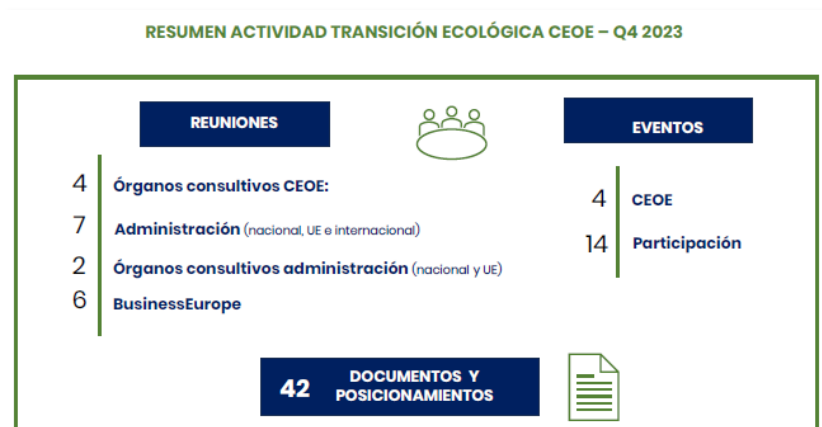 RESUMEN ACTIVIDAD TRANSICIÓN ECOLÓGICA CEOE – Q4 2023
REUNIONES
4 Órganos consultivos CEOE:
7 Administración (nacional, UE e internacional)
2 Órganos consultivos administración (nacional y UE)
6 BusinessEurope
EVENTOS
4 CEOE
14 Participación
42 DOCUMENTOS Y
POSICIONAMIENTOS